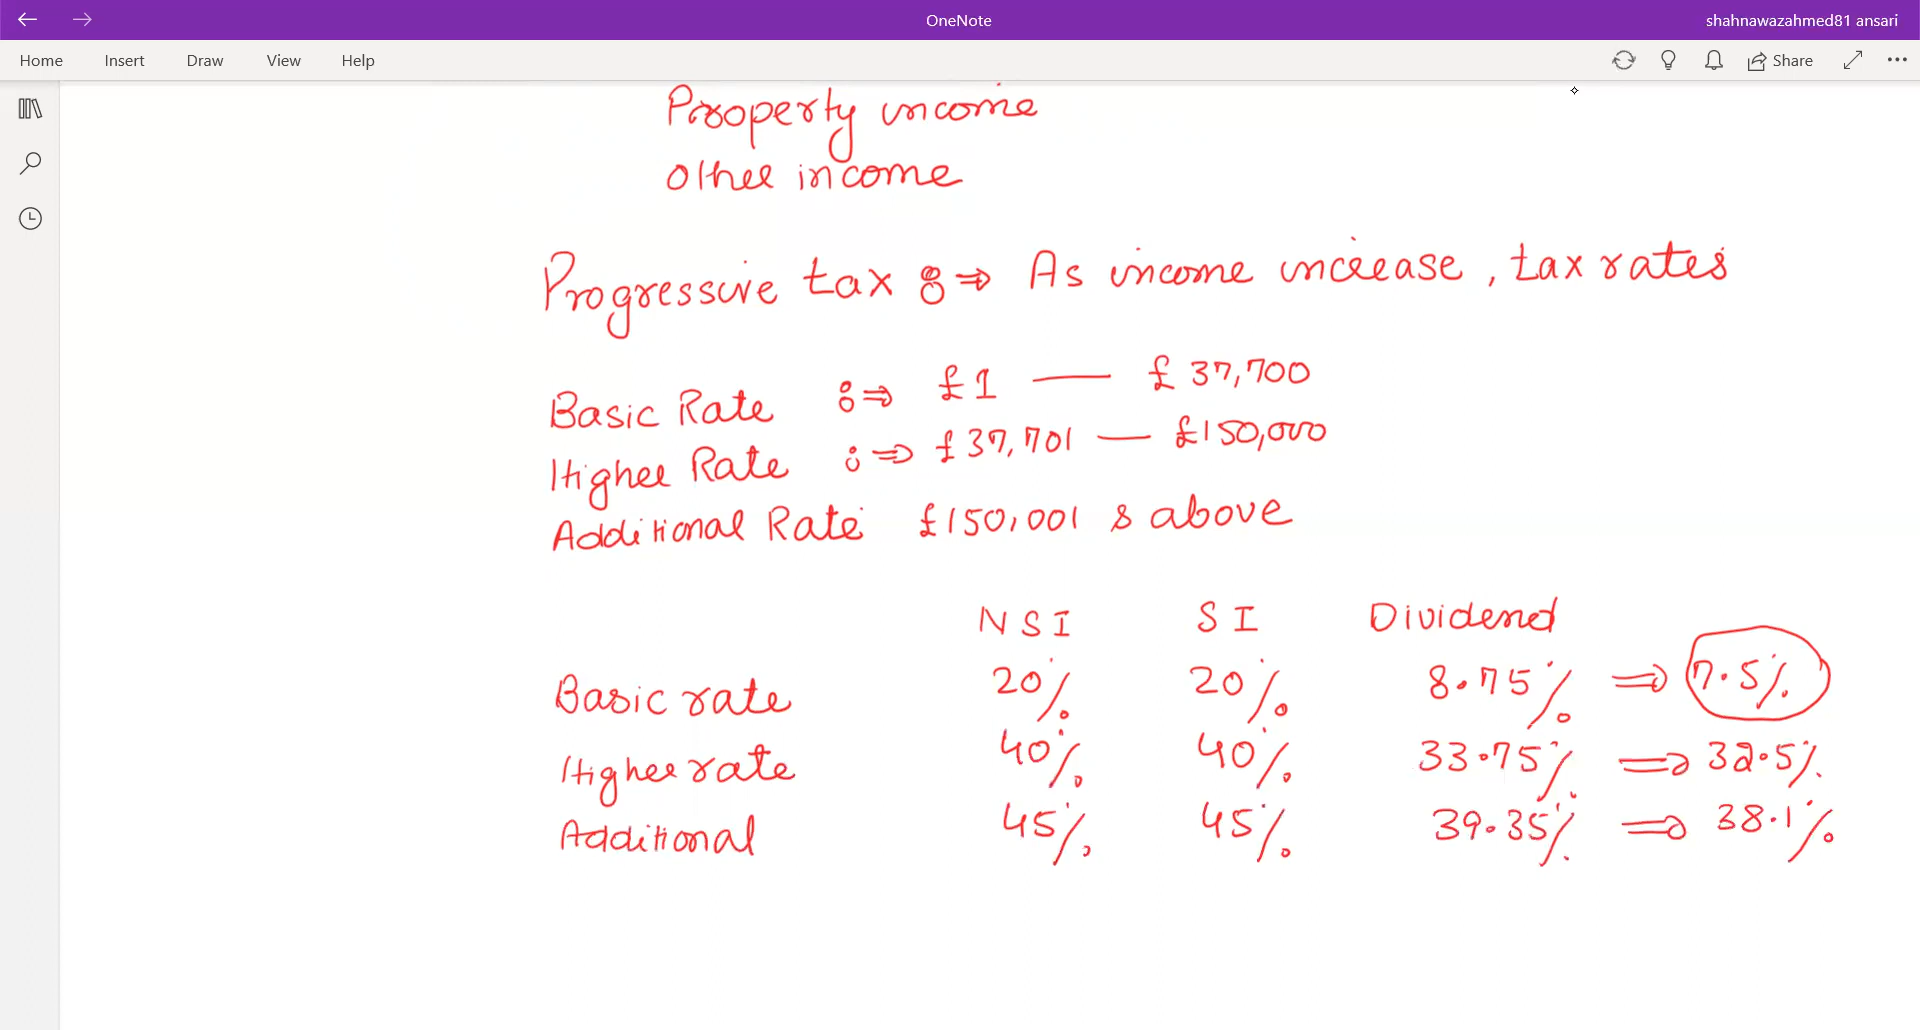 OneNote
shahnawazahmed81 ansari
Home Insert Draw View Help Share
Property income
Other income
Progressive tax :⇒ As income increase, tax rates
Basic Rate :⇒ £1 — £37,700
Higher Rate :⇒ £37,701 — £150,000
Additional Rate £150,001 & above
NSI SI Dividend
Basic rate 20% 20% 8.75% ⇒ 7.5%
Higher rate 40% 40% 33.75% ⇒ 32.5%
Additional 45% 45% 39.35% ⇒ 38.1%